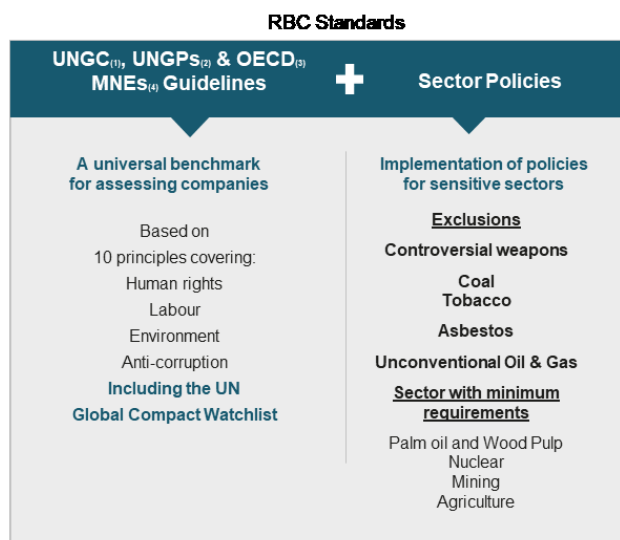 RBC Standards
UNGC(1), UNGPs(2) & OECD(3)
MNEs(4) Guidelines
+
Sector Policies
A universal benchmark
for assessing companies
Based on
10 principles covering:
Human rights
Labour
Environment
Anti-corruption
Including the UN
Global Compact Watchlist
Implementation of policies
for sensitive sectors
Exclusions
Controversial weapons
Coal
Tobacco
Asbestos
Unconventional Oil & Gas
Sector with minimum
requirements
Palm oil and Wood Pulp
Nuclear
Mining
Agriculture